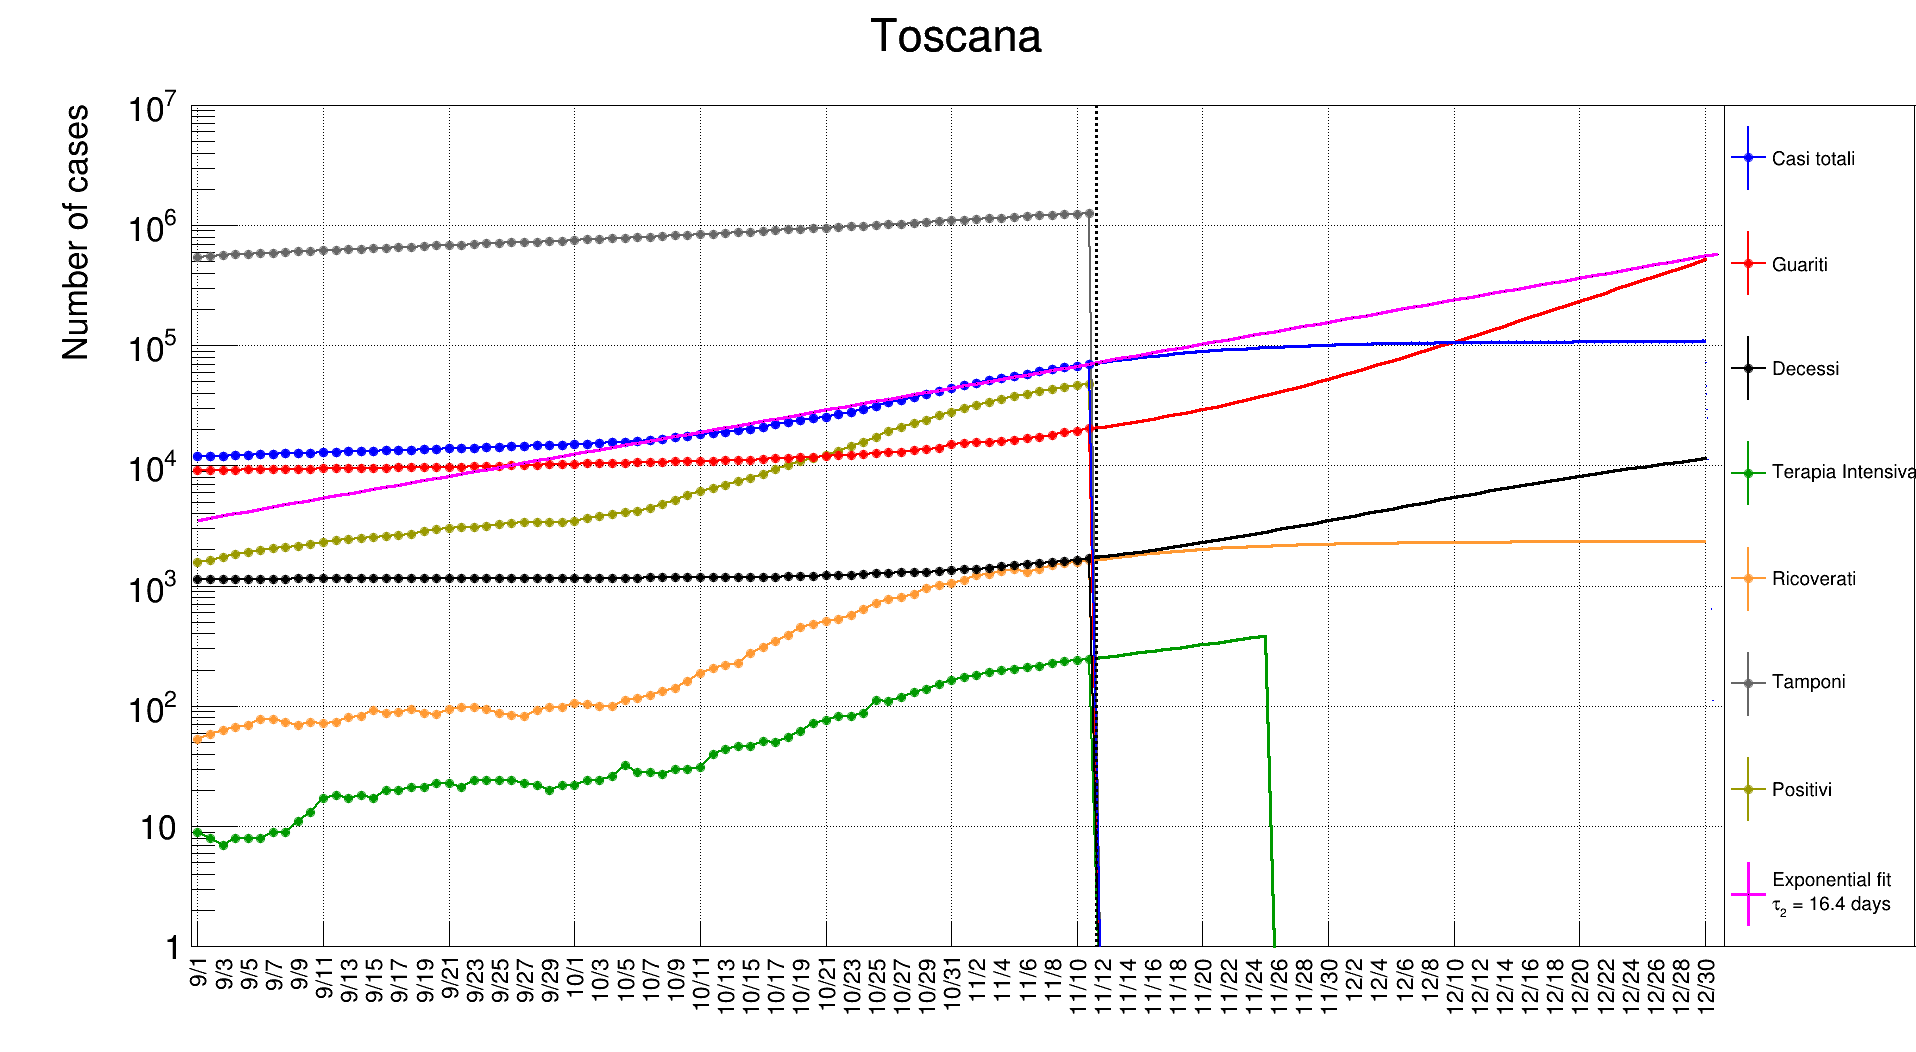 Toscana
Number of cases
10^7
10^6
10^5
10^4
10^3
10^2
10
1
9/1 9/3 9/5 9/7 9/9 9/11 9/13 9/15 9/17 9/19 9/21 9/23 9/25 9/27 9/29 10/1 10/3 10/5 10/7 10/9 10/11 10/13 10/15 10/17 10/19 10/21 10/23 10/25 10/27 10/29 10/31 11/2 11/4 11/6 11/8 11/10 11/12 11/14 11/16 11/18 11/20 11/22 11/24 11/26 11/28 11/30 12/2 12/4 12/6 12/8 12/10 12/12 12/14 12/16 12/18 12/20 12/22 12/24 12/26 12/28 12/30
Casi totali
Guariti
Decessi
Terapia Intensiva
Ricoverati
Tamponi
Positivi
Exponential fit
τ₂ = 16.4 days